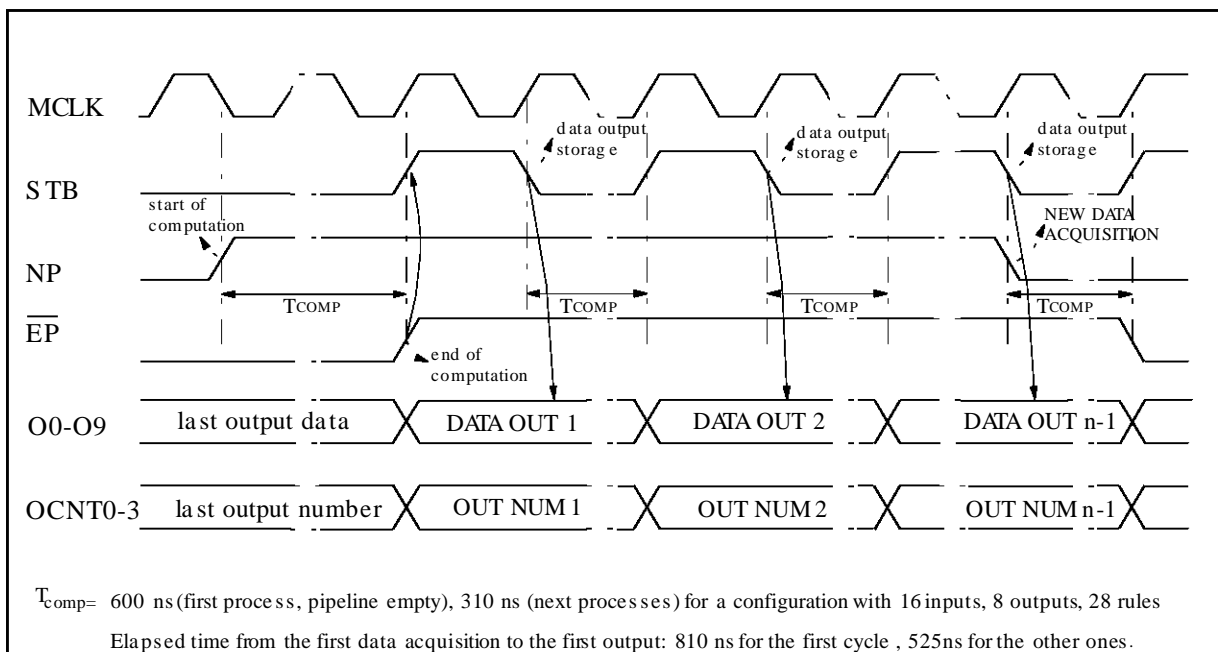 MCLK
data output
storage
data output
storage
data output
storage
STB
start of
computation
NEW DATA
ACQUISITION
NP
TCOMP
TCOMP
TCOMP
TCOMP
EP
end of
computation
O0-O9
last output data
DATA OUT 1
DATA OUT 2
DATA OUT n-1
OCNT0-3
last output number
OUT NUM 1
OUT NUM 2
OUT NUM n-1
Tcomp= 600 ns (first process, pipeline empty), 310 ns (next processes) for a configuration with 16 inputs, 8 outputs, 28 rules
Elapsed time from the first data acquisition to the first output: 810 ns for the first cycle , 525ns for the other ones.